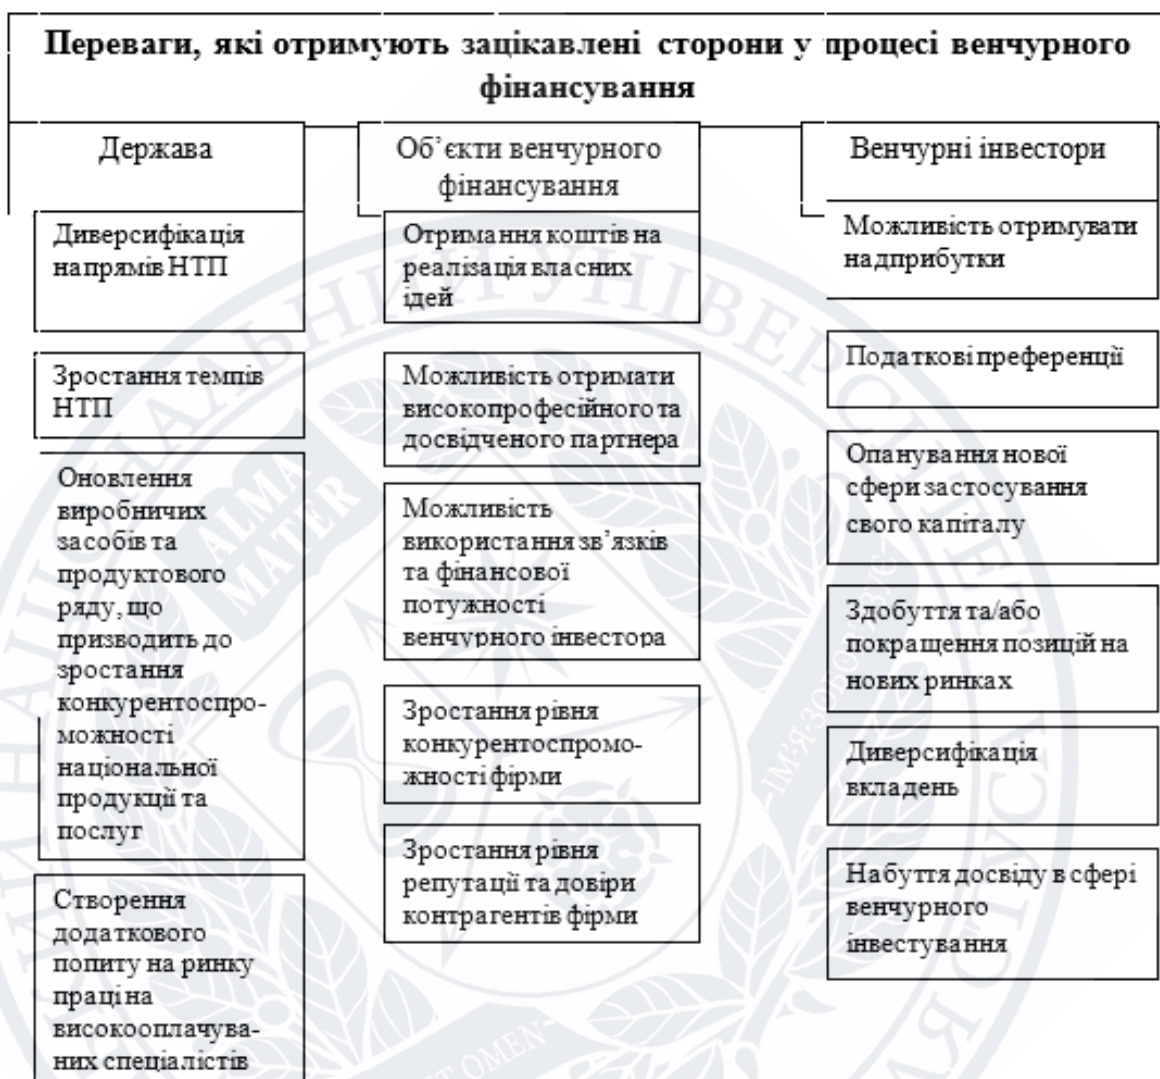 Переваги, які отримують зацікавлені сторони у процесі венчурного
фінансування
Держава
Диверсифікація
напрямів НТП
Зростання темпів
НТП
Оновлення
виробничих
засобів та
продуктового
ряду, що
призводить до
зростання
конкурентоспро-
можності
національної
продукції та
послуг
Створення
додаткового
попиту на ринку
праці на
високооплачува-
них спеціалістів
Об’єкти венчурного
фінансування
Отримання коштів на
реалізація власних
ідей
Можливість отримати
високопрофесійного та
досвідченого партнера
Можливість
використання зв’язків
та фінансової
потужності
венчурного інвестора
Зростання рівня
конкурентоспромо-
жності фірми
Зростання рівня
репутації та довіри
контрагентів фірми
Венчурні інвестори
Можливість отримувати
надприбутки
Податкові преференції
Опанування нової
сфери застосування
свого капіталу
Здобуття та/або
покращення позицій на
нових ринках
Диверсифікація
вкладень
Набуття досвіду в сфері
венчурного
інвестування
ALMA
MATER
OMEN